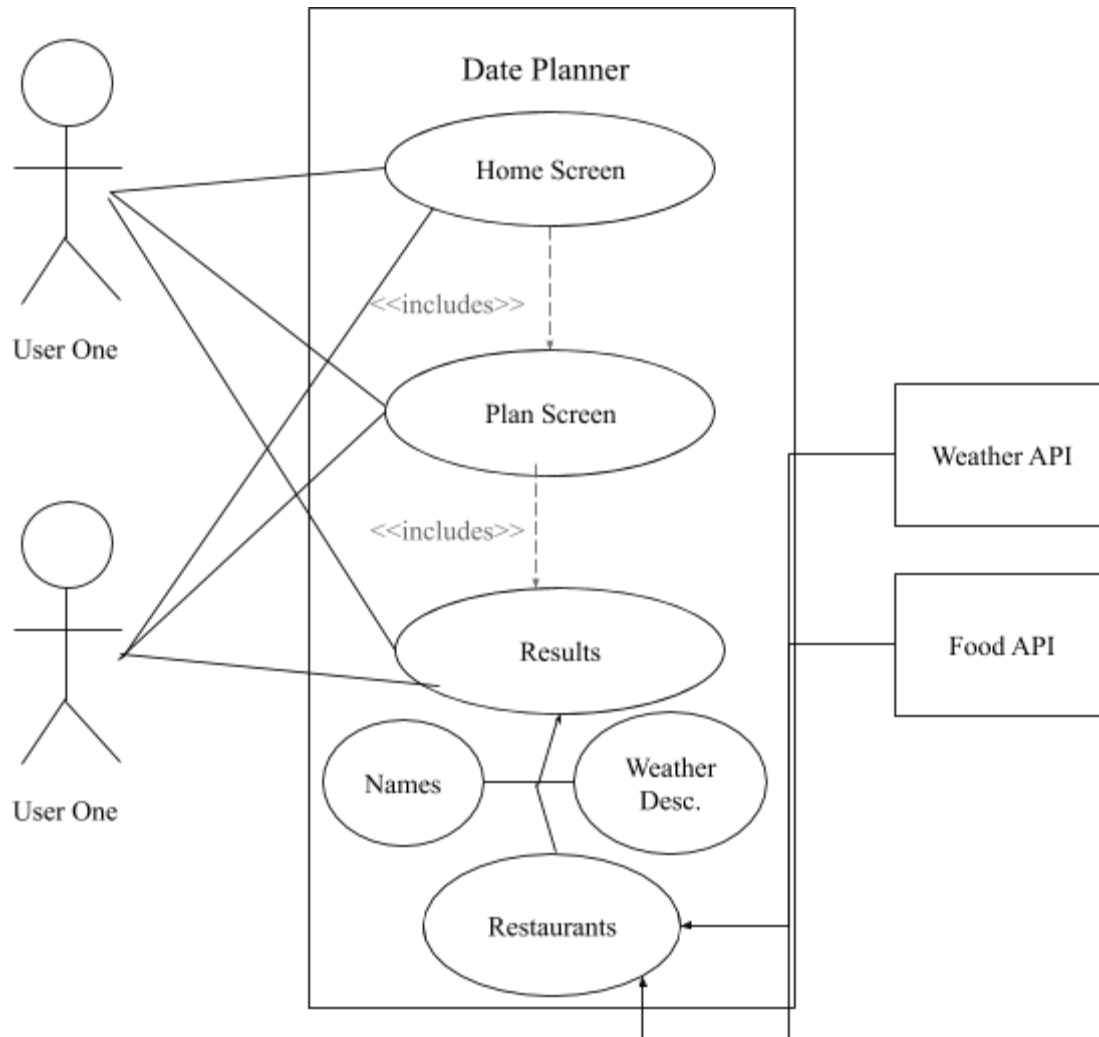 Date Planner
Home Screen
<<includes>>
User One
Plan Screen
Weather API
<<includes>>
Food API
Results
Names
Weather
Desc.
User One
Restaurants